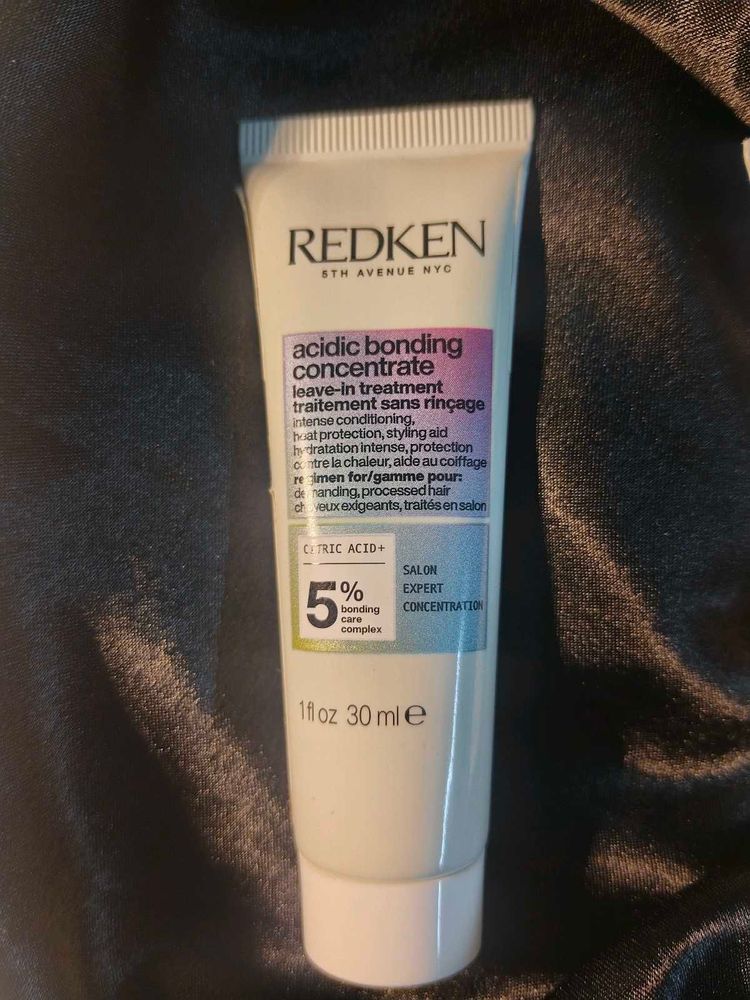 REDKEN
5TH AVENUE NYC
acidic bonding
concentrate
leave-in treatment
traitement sans rinçage
intense conditioning,
heat protection, styling aid
hydratation intense, protection
contre la chaleur, aide au coiffage
regimen for/gamme pour:
demanding, processed hair
cheveux exigeants, traités en salon
CITRIC ACID+
5%
bonding
care
complex
SALON
EXPERT
CONCENTRATION
1 fl oz 30 ml ℮